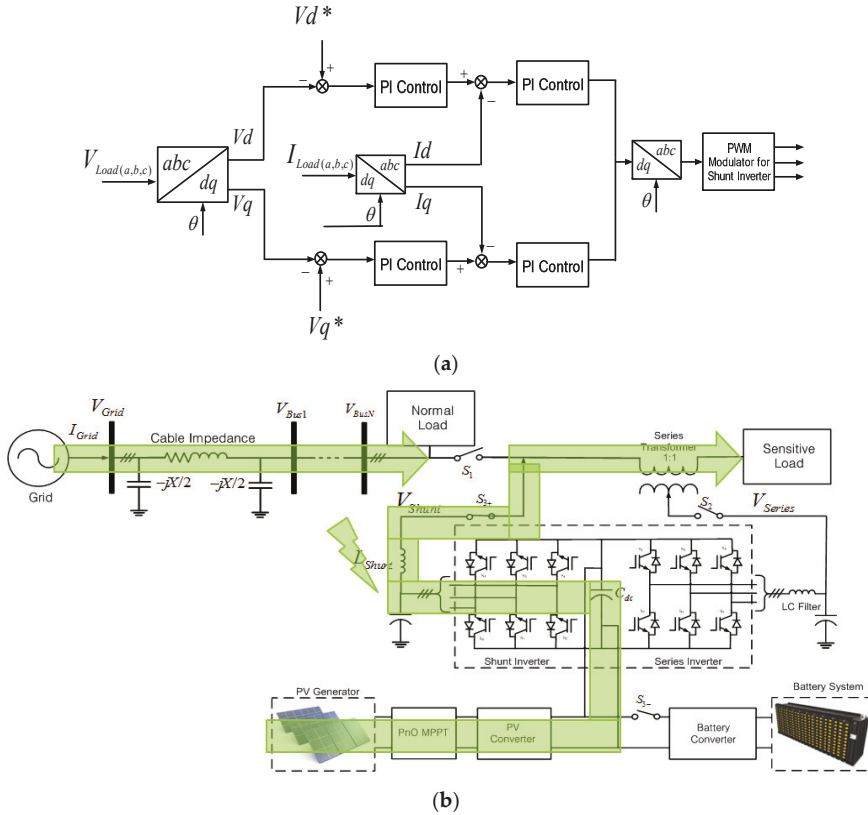 Vd*
+
−
PI Control
+
−
PI Control
V Load(a,b,c)
abc
dq
Vd
Vq
θ
I Load(a,b,c)
abc
dq
Id
Iq
θ
abc
dq
θ
PWM
Modulator for
Shunt Inverter
−
+
PI Control
+
−
PI Control
Vq*
(a)
V Grid
I Grid
Grid
Cable Impedance
-jX/2
-jX/2
V Bus1
V BusN
Normal
Load
S1
Series
Transformer
1:1
Sensitive
Load
V Shunt
S2
V Series
L Shunt
C dc
LC Filter
Shunt Inverter
Series Inverter
PV Generator
PnO MPPT
PV
Converter
S3-
Battery
Converter
Battery System
(b)